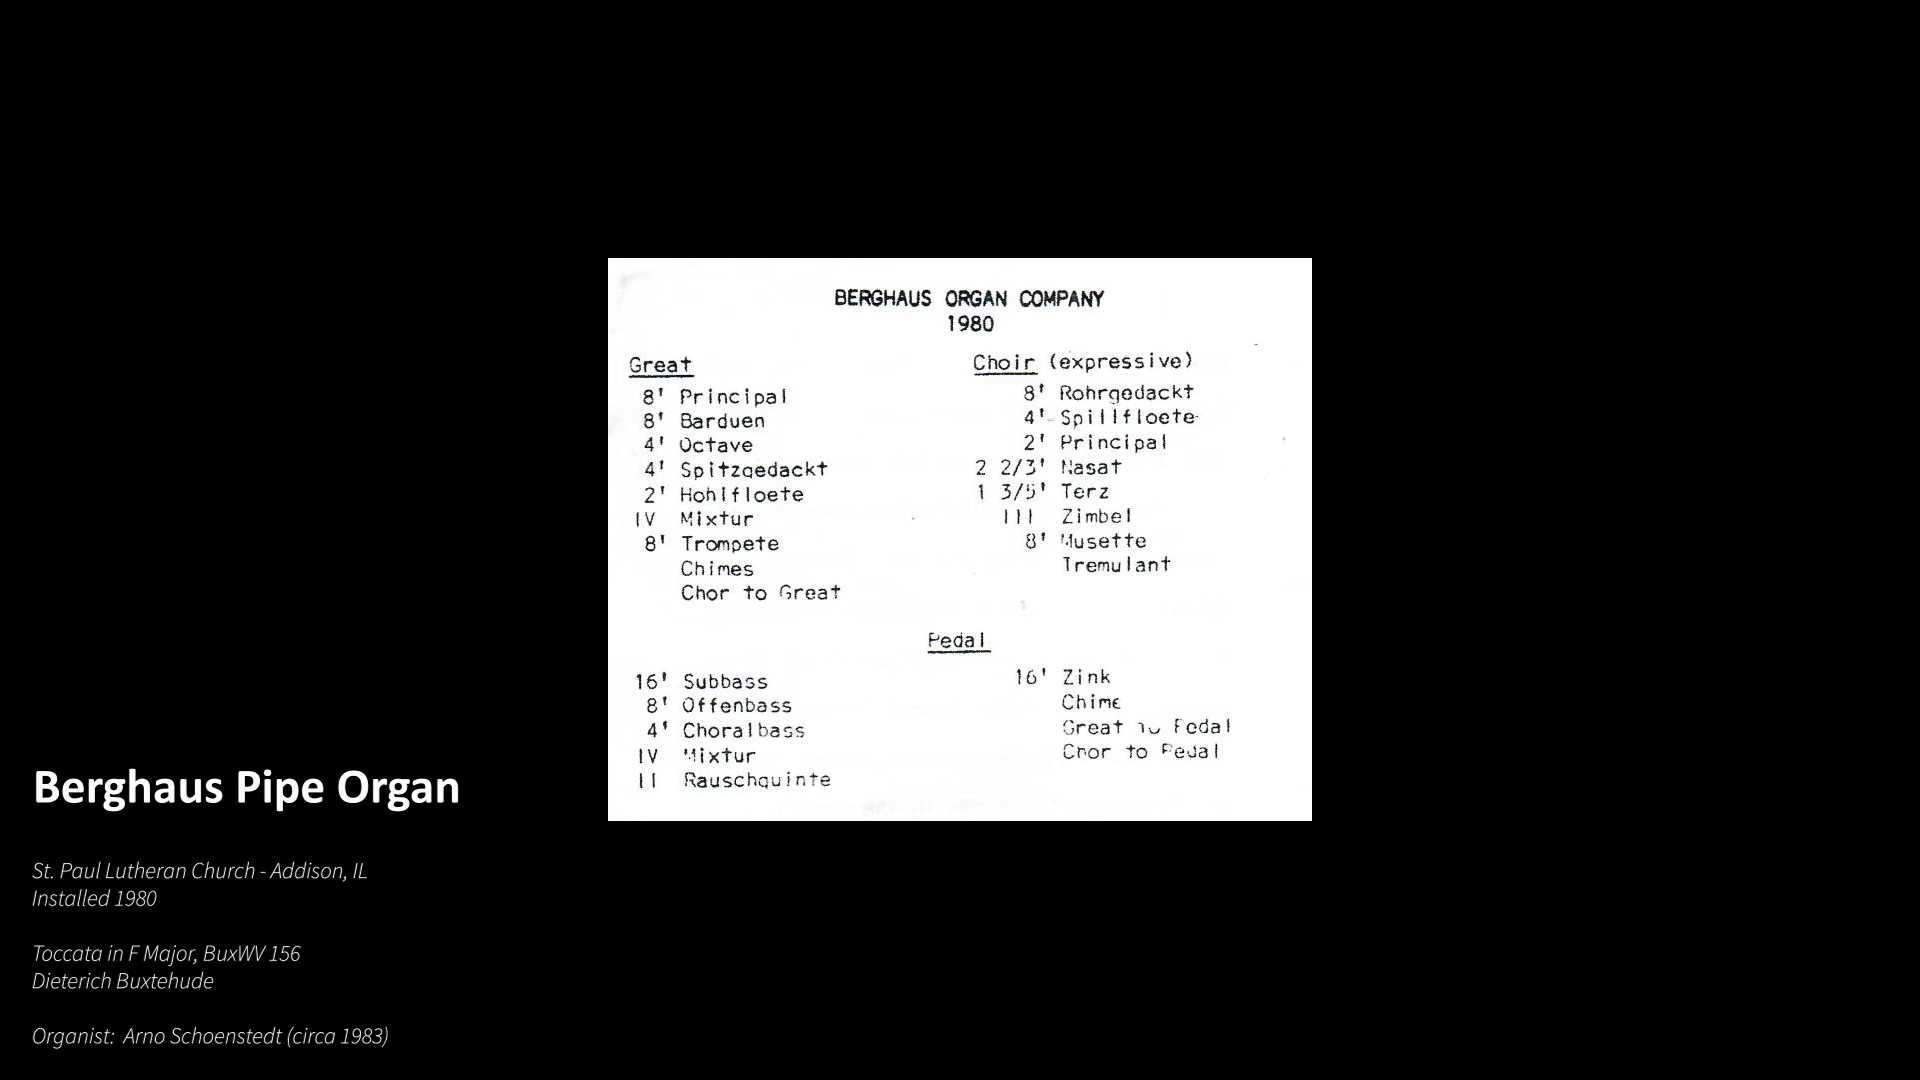 BERGHAUS ORGAN COMPANY
1980
Great
8' Principal
8' Barduen
4' Octave
4' Spitzgedackt
2' Hohlfloete
IV Mixtur
8' Trompete
Chimes
Chor to Great
Choir (expressive)
8' Rohrgedackt
4' Spillfloete
2' Principal
2 2/3' Nasat
1 3/5' Terz
III Zimbel
8' Musette
Tremulant
Pedal
16' Subbass
8' Offenbass
4' Choralbass
IV Mixtur
II Rauschquinte
16' Zink
Chime
Great to Pedal
Chor to Pedal
Berghaus Pipe Organ
St. Paul Lutheran Church - Addison, IL
Installed 1980
Toccata in F Major, BuxWV 156
Dieterich Buxtehude
Organist: Arno Schoenstedt (circa 1983)